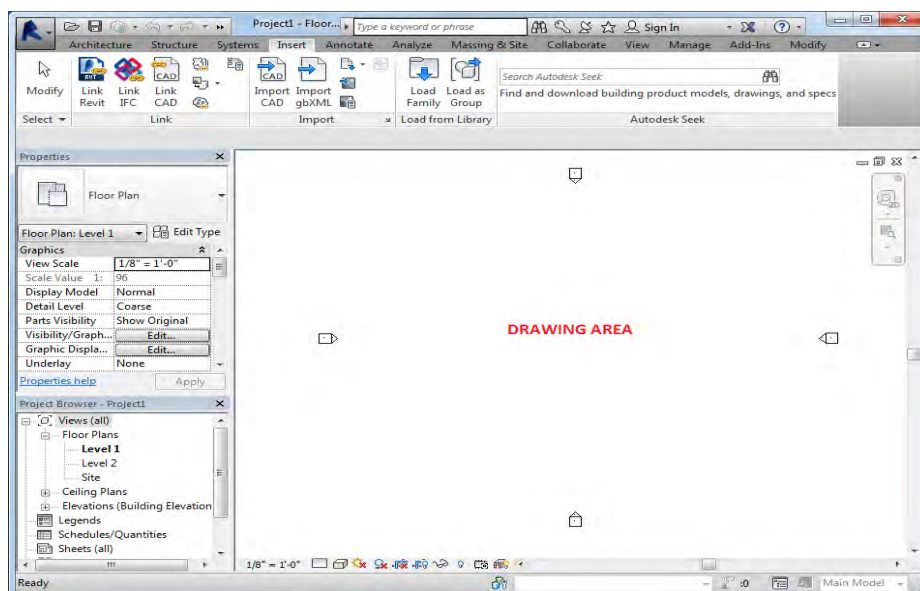 Project1 - Floor... Type a keyword or phrase Sign In
Architecture Structure Systems Insert Annotate Analyze Massing & Site Collaborate View Manage Add-Ins Modify
Modify Link Revit Link IFC Link CAD Import CAD Import gbXML Load Family Load as Group Search Autodesk Seek
Find and download building product models, drawings, and specs
Select Link Import Load from Library Autodesk Seek
Properties
Floor Plan
Floor Plan: Level 1 Edit Type
Graphics
View Scale 1/8" = 1'-0"
Scale Value 1: 96
Display Model Normal
Detail Level Coarse
Parts Visibility Show Original
Visibility/Graph... Edit...
Graphic Displa... Edit...
Underlay None
Properties help Apply
DRAWING AREA
2D
Project Browser - Project1
Views (all)
Floor Plans
Level 1
Level 2
Site
Ceiling Plans
Elevations (Building Elevation
Legends
Schedules/Quantities
Sheets (all)
1/8" = 1'-0"
Ready :0 Main Model